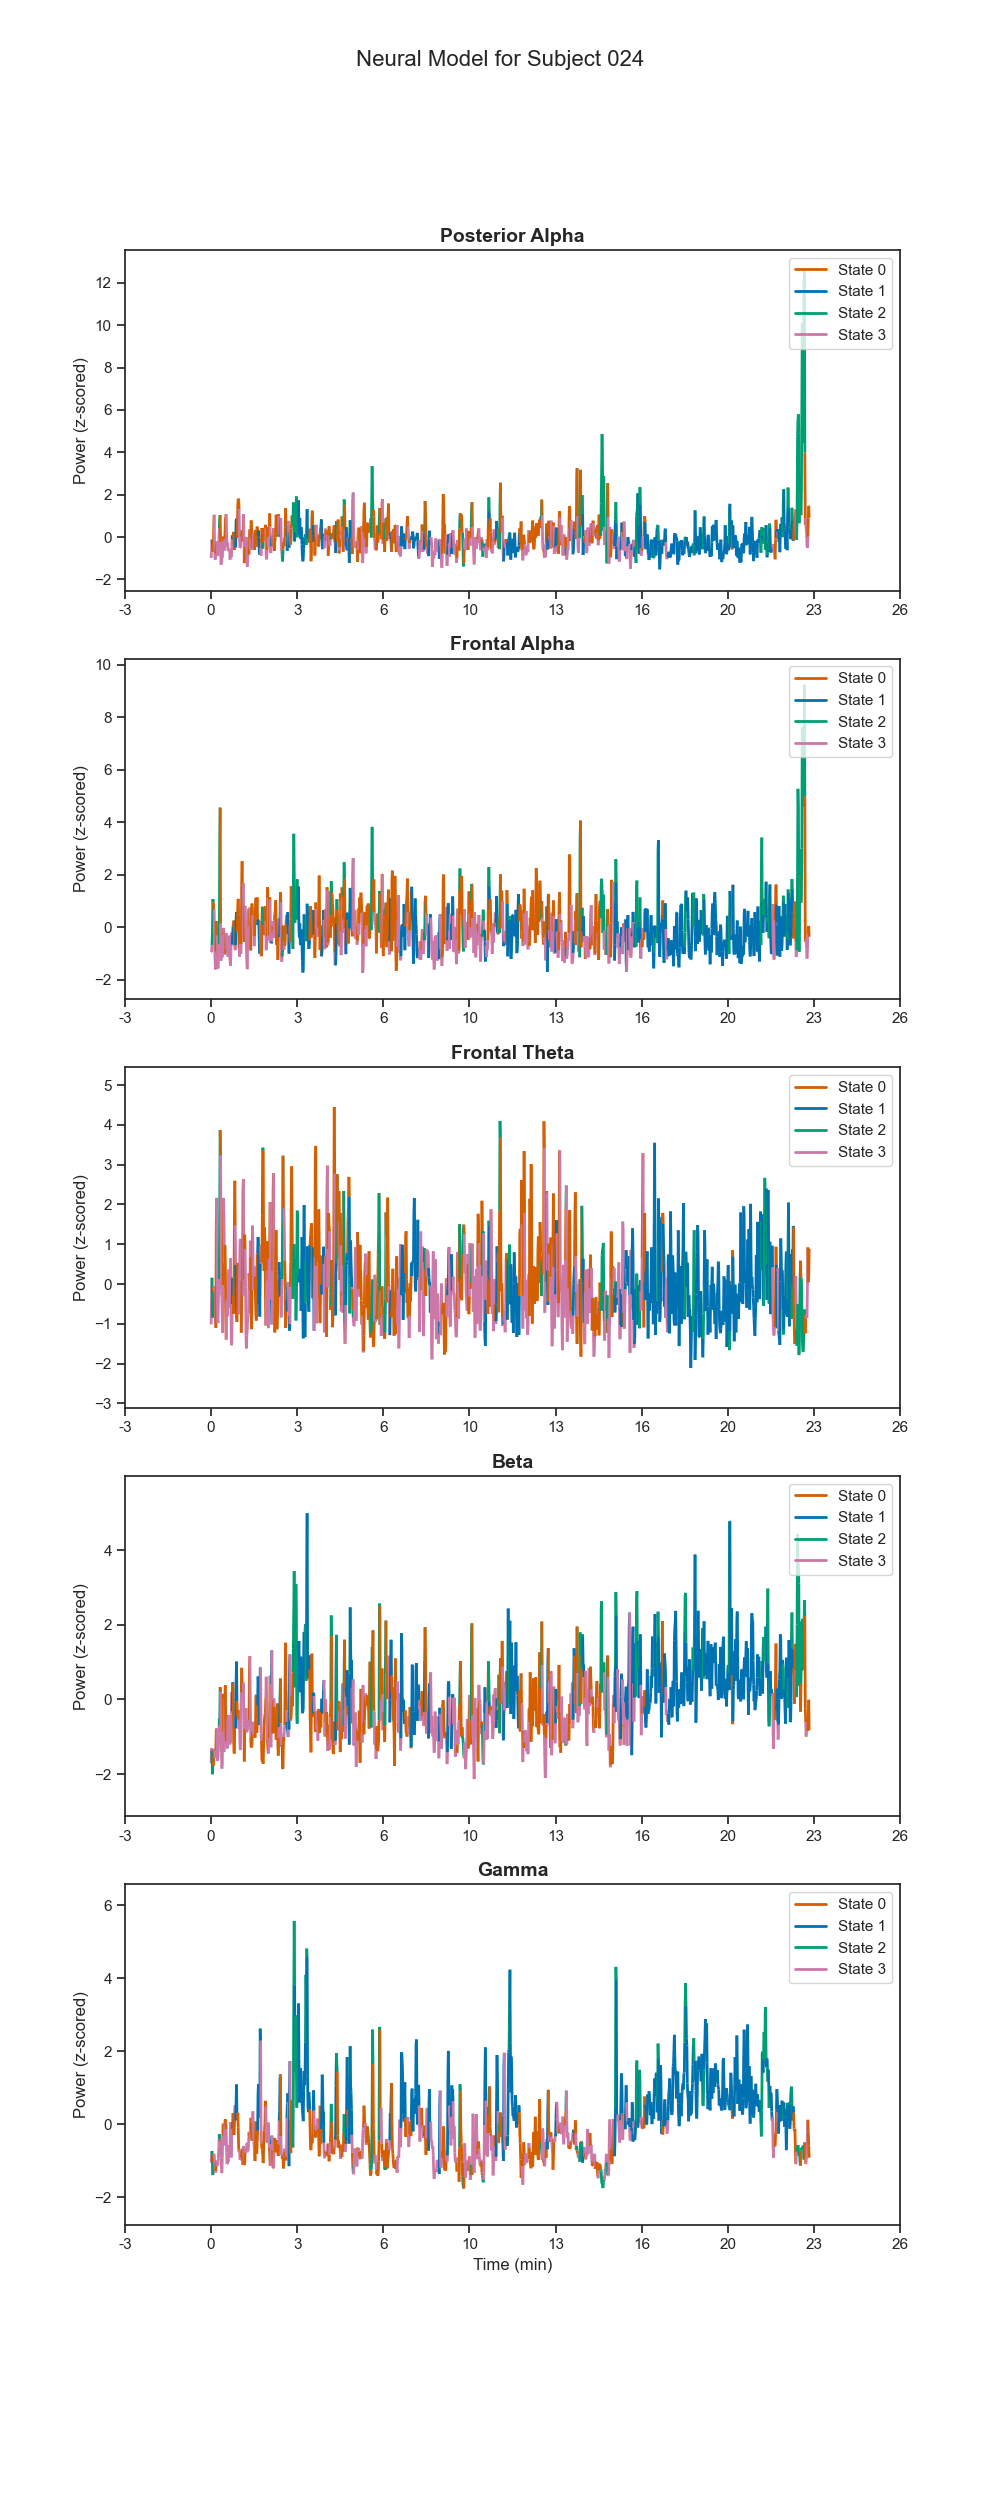 Neural Model for Subject 024
Posterior Alpha
Power (z-scored)
12
10
8
6
4
2
0
−2
State 0
State 1
State 2
State 3
-3 0 3 6 10 13 16 20 23 26
Frontal Alpha
Power (z-scored)
10
8
6
4
2
0
−2
State 0
State 1
State 2
State 3
-3 0 3 6 10 13 16 20 23 26
Frontal Theta
Power (z-scored)
5
4
3
2
1
0
−1
−2
−3
State 0
State 1
State 2
State 3
-3 0 3 6 10 13 16 20 23 26
Beta
Power (z-scored)
4
2
0
−2
State 0
State 1
State 2
State 3
-3 0 3 6 10 13 16 20 23 26
Gamma
Power (z-scored)
6
4
2
0
−2
State 0
State 1
State 2
State 3
-3 0 3 6 10 13 16 20 23 26
Time (min)